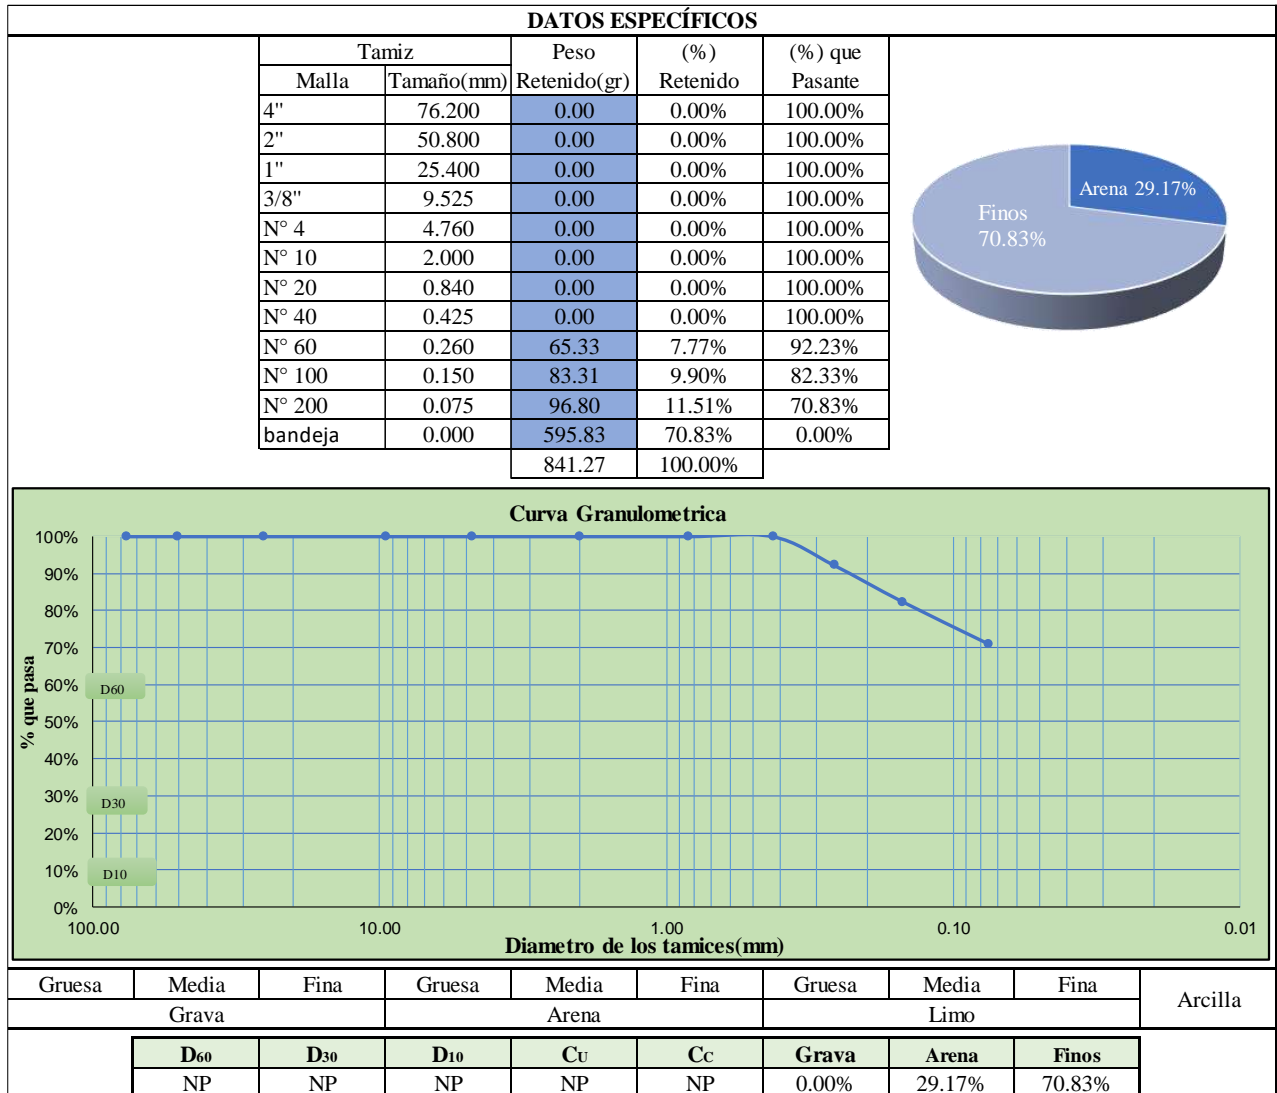 DATOS ESPECÍFICOS
Tamiz Peso (%) (%) que
Malla Tamaño(mm) Retenido(gr) Retenido Pasante
4" 76.200 0.00 0.00% 100.00%
2" 50.800 0.00 0.00% 100.00%
1" 25.400 0.00 0.00% 100.00%
3/8" 9.525 0.00 0.00% 100.00%
N° 4 4.760 0.00 0.00% 100.00%
N° 10 2.000 0.00 0.00% 100.00%
N° 20 0.840 0.00 0.00% 100.00%
N° 40 0.425 0.00 0.00% 100.00%
N° 60 0.260 65.33 7.77% 92.23%
N° 100 0.150 83.31 9.90% 82.33%
N° 200 0.075 96.80 11.51% 70.83%
bandeja 0.000 595.83 70.83% 0.00%
841.27 100.00%
Arena 29.17%
Finos
70.83%
Curva Granulometrica
% que pasa
100%
90%
80%
70%
60%
50%
40%
30%
20%
10%
0%
D60
D30
D10
100.00 10.00 1.00 0.10 0.01
Diametro de los tamices(mm)
Gruesa Media Fina Gruesa Media Fina Gruesa Media Fina Arcilla
Grava Arena Limo
D60 D30 D10 CU CC Grava Arena Finos
NP NP NP NP NP 0.00% 29.17% 70.83%